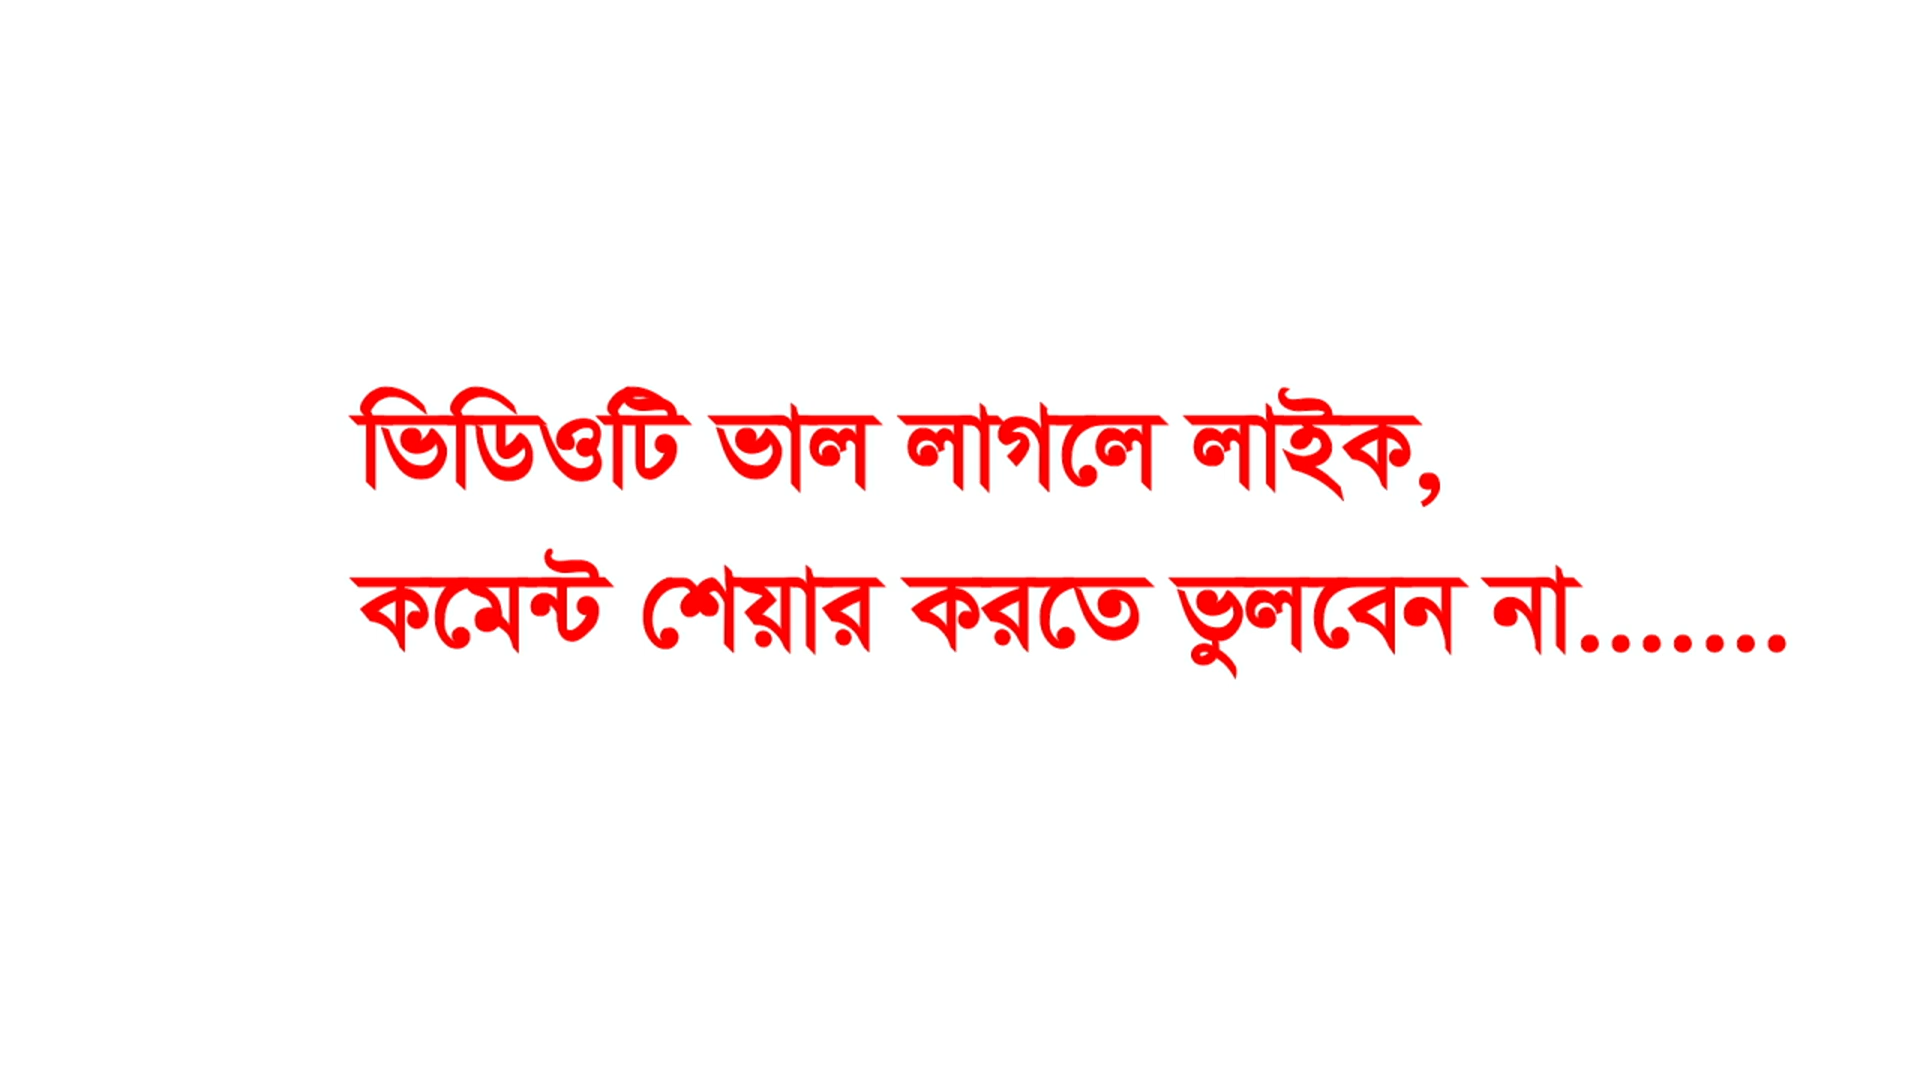 ভিডিওটি ভাল লাগলে লাইক,
কমেন্ট শেয়ার করতে ভুলবেন না.......